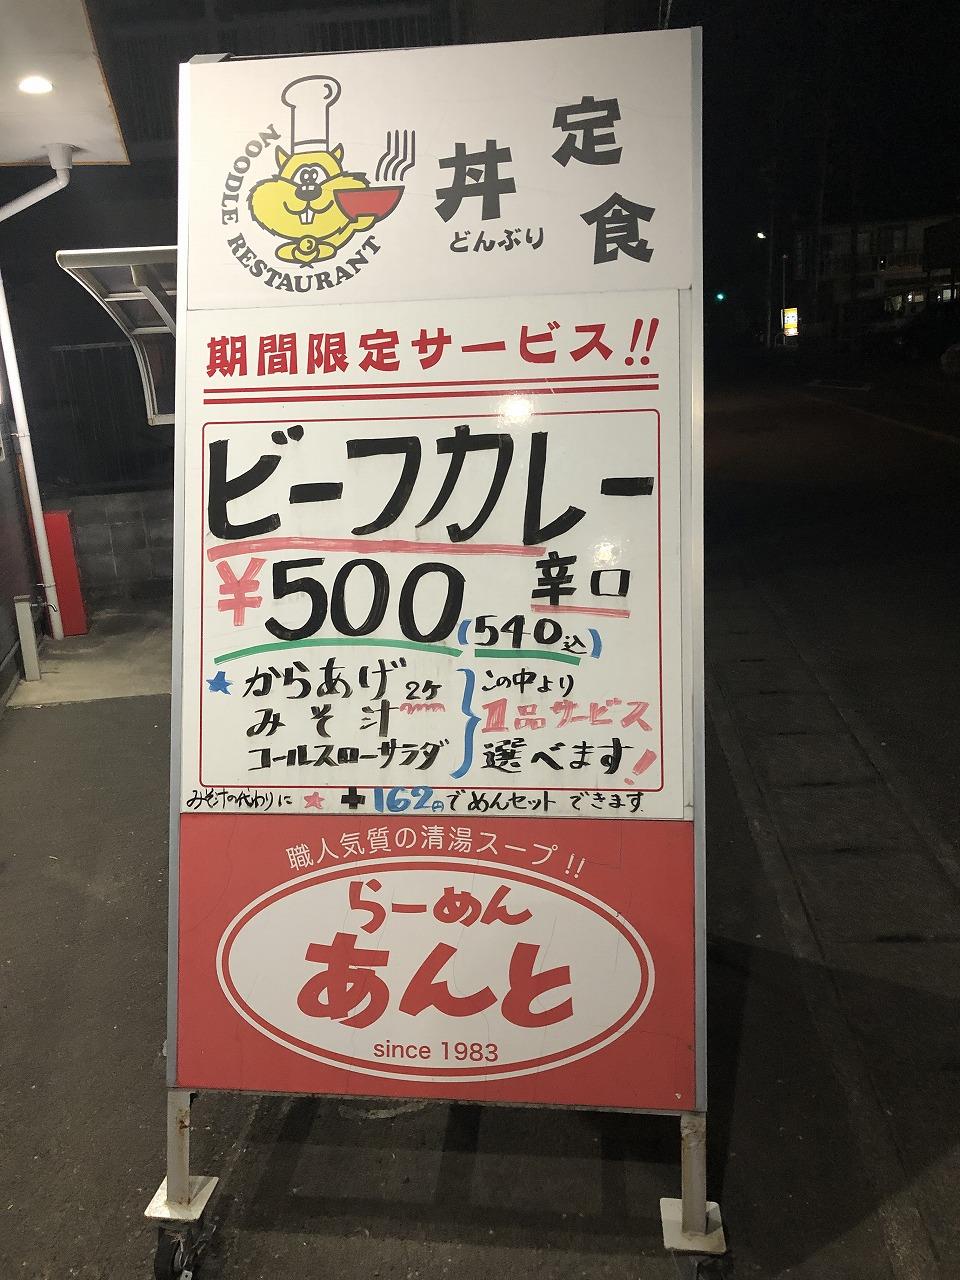 NOODLE RESTAURANT
定食
丼
どんぶり
期間限定サービス!!
ビーフカレー
¥500
辛口
(540込)
★からあげ2ケ
みそ汁
コールスローサラダ
この中より
1品サービス
選べます!
みそ汁の代わりに ★ +162円でめんセットできます
職人気質の清湯スープ!!
らーめん
あんと
since 1983